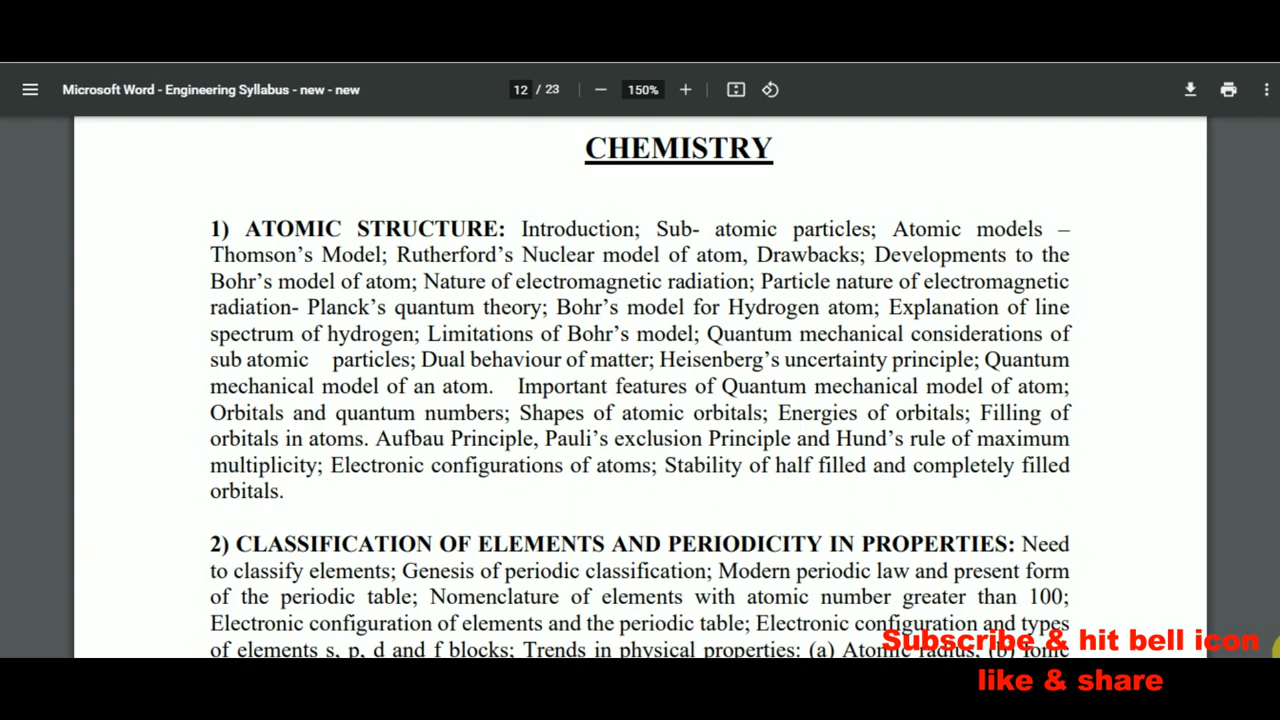 Microsoft Word - Engineering Syllabus - new - new
12 / 23
150%
CHEMISTRY
1) ATOMIC STRUCTURE: Introduction; Sub- atomic particles; Atomic models –
Thomson's Model; Rutherford's Nuclear model of atom, Drawbacks; Developments to the
Bohr's model of atom; Nature of electromagnetic radiation; Particle nature of electromagnetic
radiation- Planck's quantum theory; Bohr's model for Hydrogen atom; Explanation of line
spectrum of hydrogen; Limitations of Bohr's model; Quantum mechanical considerations of
sub atomic particles; Dual behaviour of matter; Heisenberg's uncertainty principle; Quantum
mechanical model of an atom. Important features of Quantum mechanical model of atom;
Orbitals and quantum numbers; Shapes of atomic orbitals; Energies of orbitals; Filling of
orbitals in atoms. Aufbau Principle, Pauli's exclusion Principle and Hund's rule of maximum
multiplicity; Electronic configurations of atoms; Stability of half filled and completely filled
orbitals.
2) CLASSIFICATION OF ELEMENTS AND PERIODICITY IN PROPERTIES: Need
to classify elements; Genesis of periodic classification; Modern periodic law and present form
of the periodic table; Nomenclature of elements with atomic number greater than 100;
Electronic configuration of elements and the periodic table; Electronic configuration and types
of elements s, p, d and f blocks; Trends in physical properties: (a) Atomic radius, (b) Ionic
Subscribe & hit bell icon
like & share